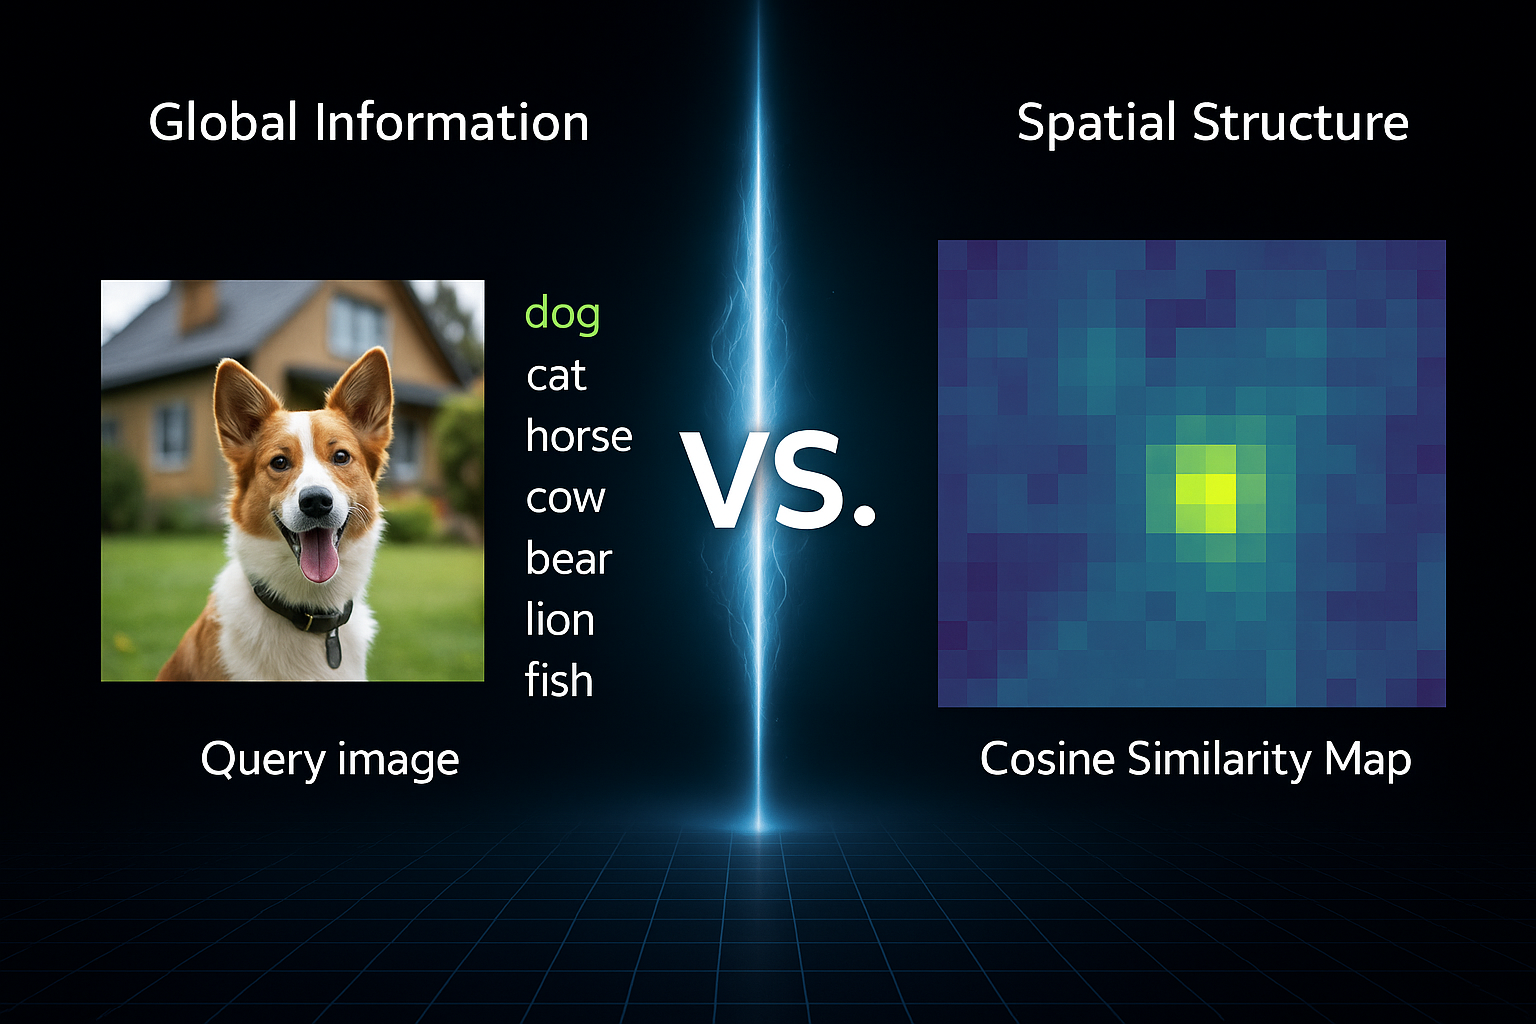 Global Information
Query image
dog
cat
horse
cow
bear
lion
fish
VS.
Spatial Structure
Cosine Similarity Map